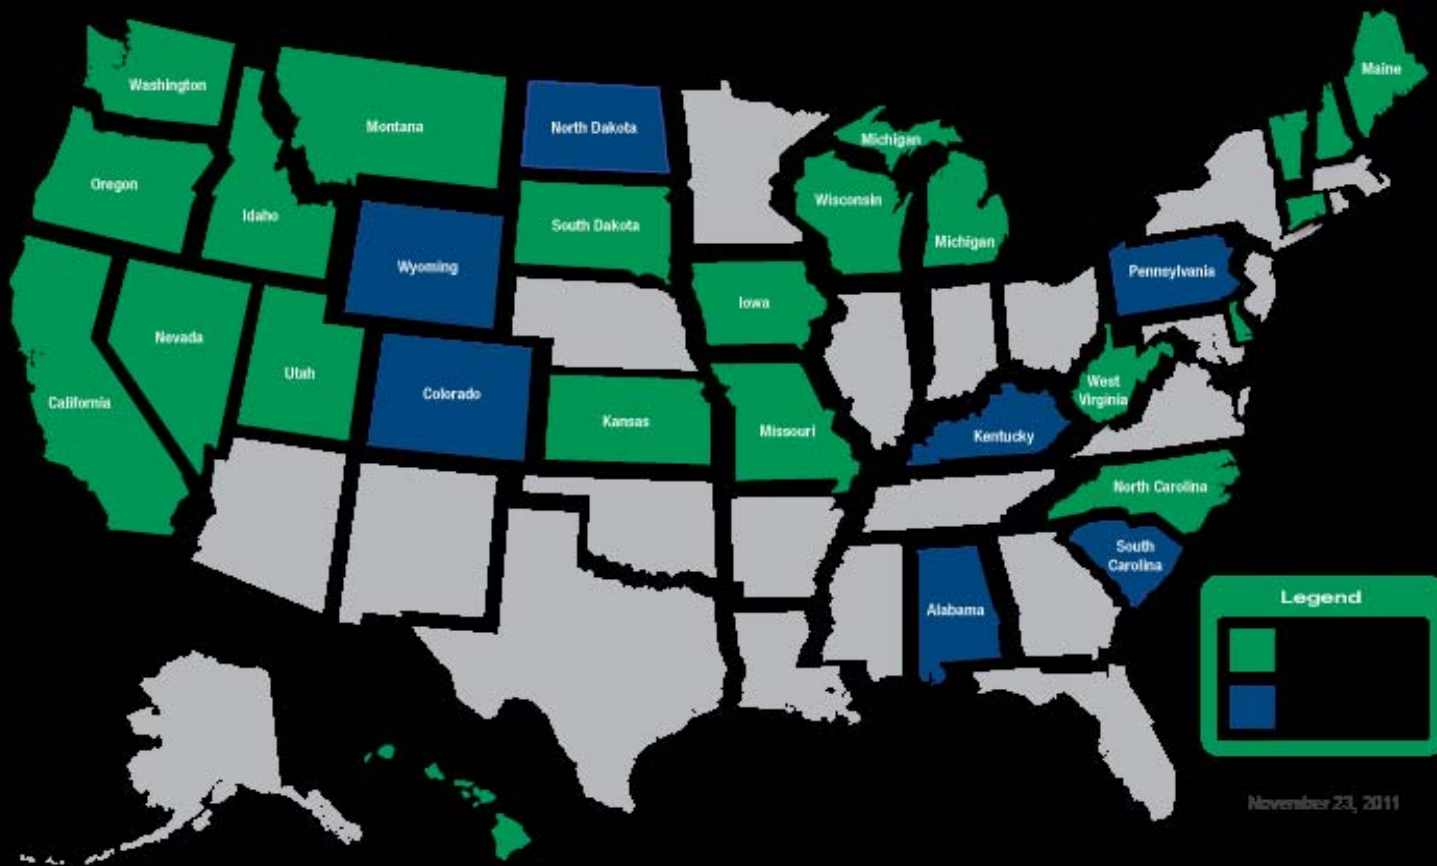 Washington
Montana
North Dakota
Michigan
Maine
Oregon
Idaho
South Dakota
Wisconsin
Michigan
Wyoming
Pennsylvania
Iowa
Nevada
Utah
Colorado
California
Kansas
Missouri
Kentucky
West
Virginia
North Carolina
South
Carolina
Alabama
Legend
November 23, 2011